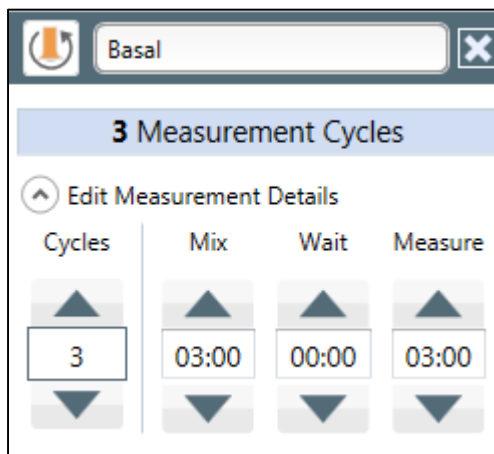 Basal
3 Measurement Cycles
Edit Measurement Details
Cycles Mix Wait Measure
3 03:00 00:00 03:00